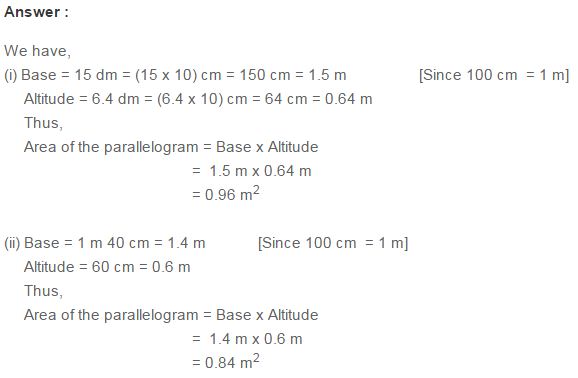 Answer :
We have,
(i) Base = 15 dm = (15 x 10) cm = 150 cm = 1.5 m [Since 100 cm = 1 m]
Altitude = 6.4 dm = (6.4 x 10) cm = 64 cm = 0.64 m
Thus,
Area of the parallelogram = Base x Altitude
= 1.5 m x 0.64 m
= 0.96 m²
(ii) Base = 1 m 40 cm = 1.4 m [Since 100 cm = 1 m]
Altitude = 60 cm = 0.6 m
Thus,
Area of the parallelogram = Base x Altitude
= 1.4 m x 0.6 m
= 0.84 m²